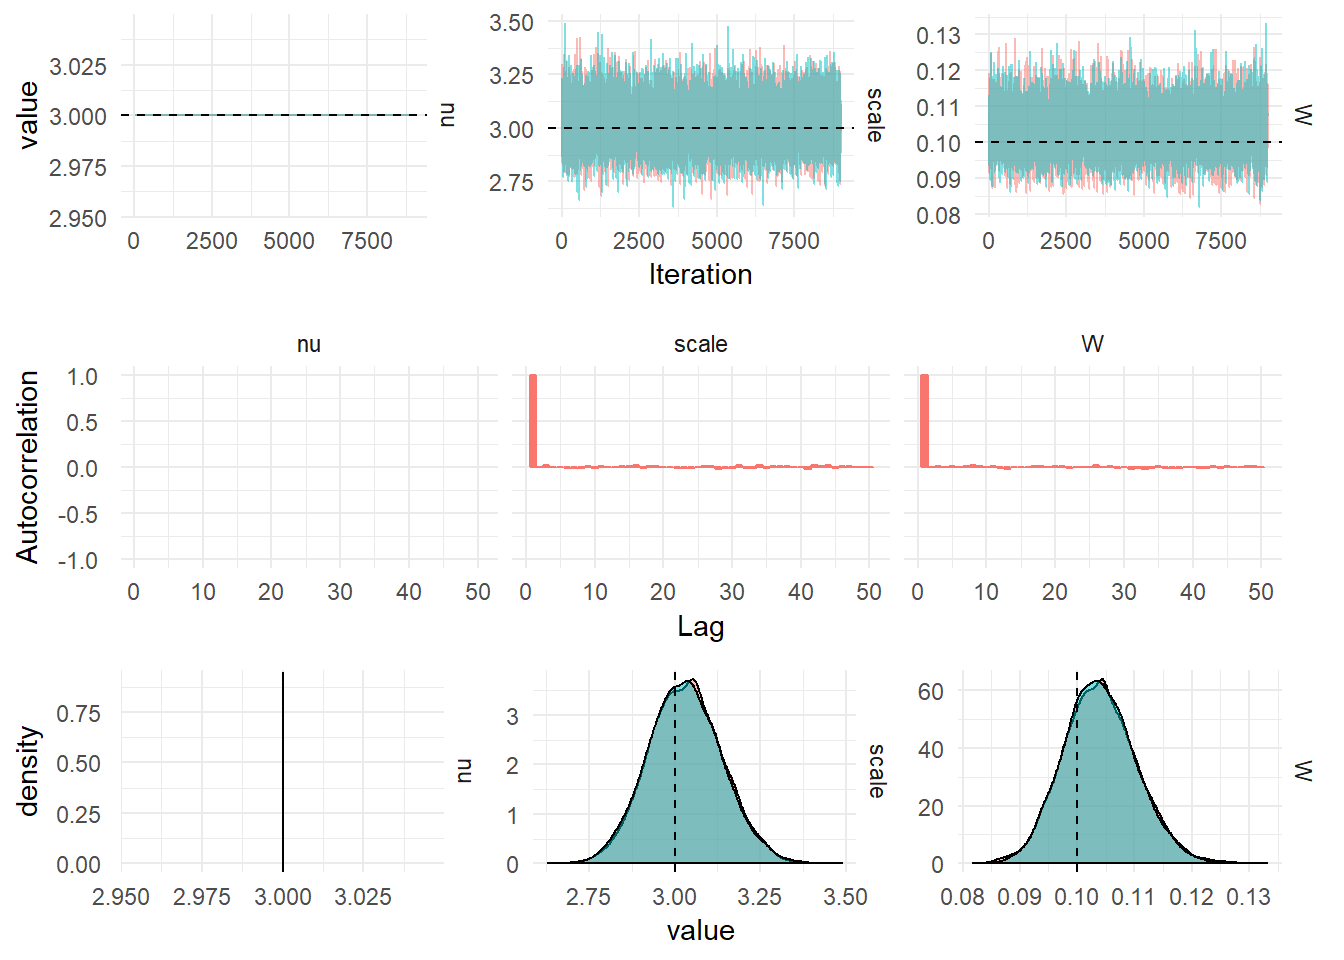 value
3.025
3.000
2.975
2.950
0 2500 5000 7500
nu
3.50
3.25
3.00
2.75
0 2500 5000 7500
scale
0.13
0.12
0.11
0.10
0.09
0.08
0 2500 5000 7500
W
Iteration
nu scale W
Autocorrelation
1.0
0.5
0.0
-0.5
-1.0
0 10 20 30 40 50
0 10 20 30 40 50
0 10 20 30 40 50
Lag
density
0.75
0.50
0.25
0.00
2.950 2.975 3.000 3.025
nu
3
2
1
0
2.75 3.00 3.25 3.50
scale
60
40
20
0
0.08 0.09 0.10 0.11 0.12 0.13
W
value